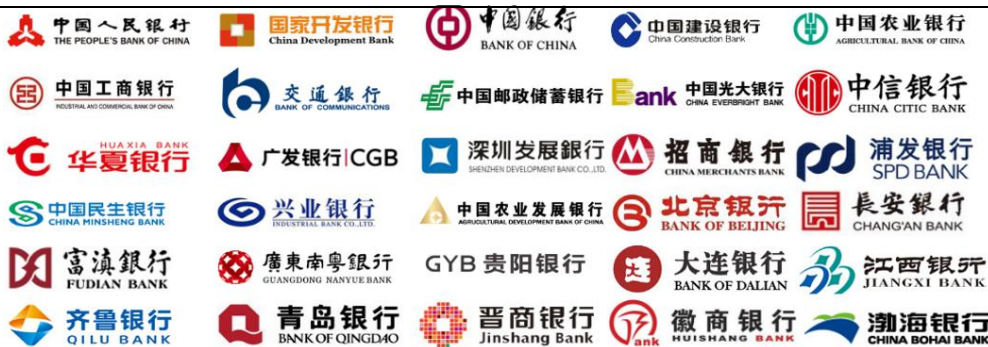 中国人民银行
THE PEOPLE'S BANK OF CHINA
国家开发银行
China Development Bank
中国銀行
BANK OF CHINA
中国建设银行
China Construction Bank
中国农业银行
AGRICULTURAL BANK OF CHINA
中国工商银行
INDUSTRIAL AND COMMERCIAL BANK OF CHINA
交通銀行
BANK OF COMMUNICATIONS
中国邮政储蓄银行
Bank
中国光大银行
CHINA EVERBRIGHT BANK
中信银行
CHINA CITIC BANK
HUAXIA BANK
华夏银行
广发银行|CGB
深圳发展銀行
SHENZHEN DEVELOPMENT BANK CO.,LTD.
招商銀行
CHINA MERCHANTS BANK
浦发银行
SPD BANK
中国民生银行
CHINA MINSHENG BANK
兴业银行
INDUSTRIAL BANK CO.,LTD.
中国农业发展银行
AGRICULTURAL DEVELOPMENT BANK OF CHINA
北京银行
BANK OF BEIJING
長安銀行
CHANG'AN BANK
富滇銀行
FUDIAN BANK
廣東南粤銀行
GUANGDONG NANYUE BANK
GYB 贵阳银行
连
大连银行
BANK OF DALIAN
江西银行
JIANGXI BANK
齐鲁银行
QILU BANK
青岛银行
BANK OF QINGDAO
晋商银行
Jinshang Bank
ank
徽商银行
HUISHANG BANK
渤海银行
CHINA BOHAI BANK